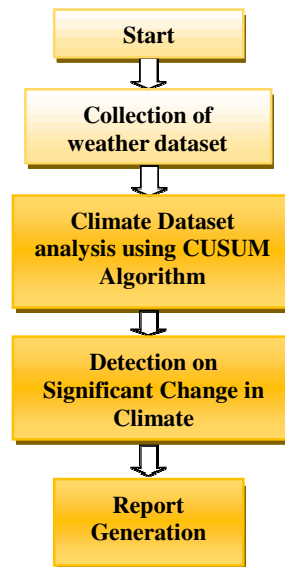 Start
Collection of
weather dataset
Climate Dataset
analysis using CUSUM
Algorithm
Detection on
Significant Change in
Climate
Report
Generation